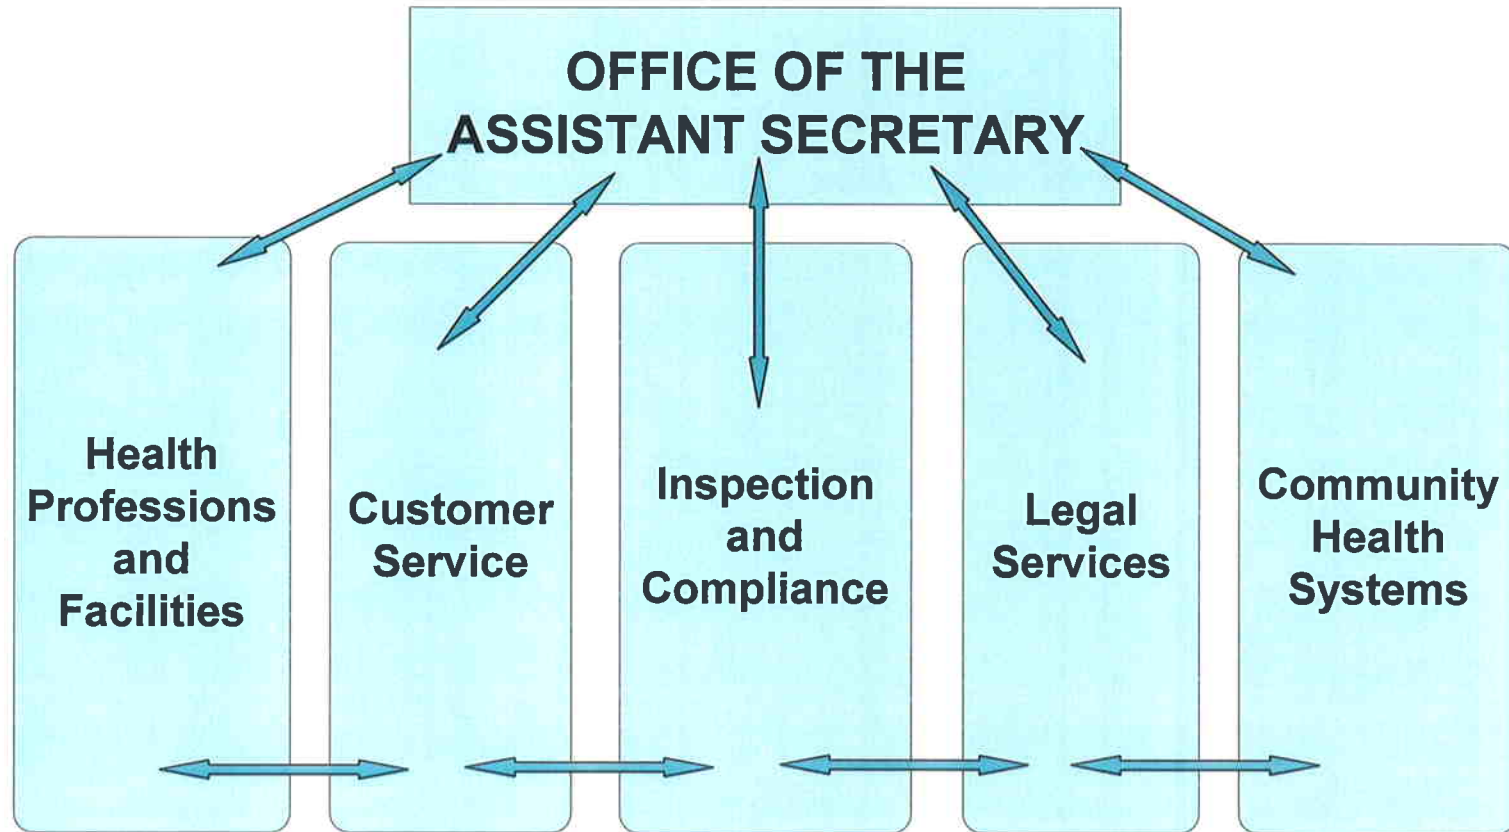 OFFICE OF THE
ASSISTANT SECRETARY
Health
Professions
and
Facilities
Customer
Service
Inspection
and
Compliance
Legal
Services
Community
Health
Systems